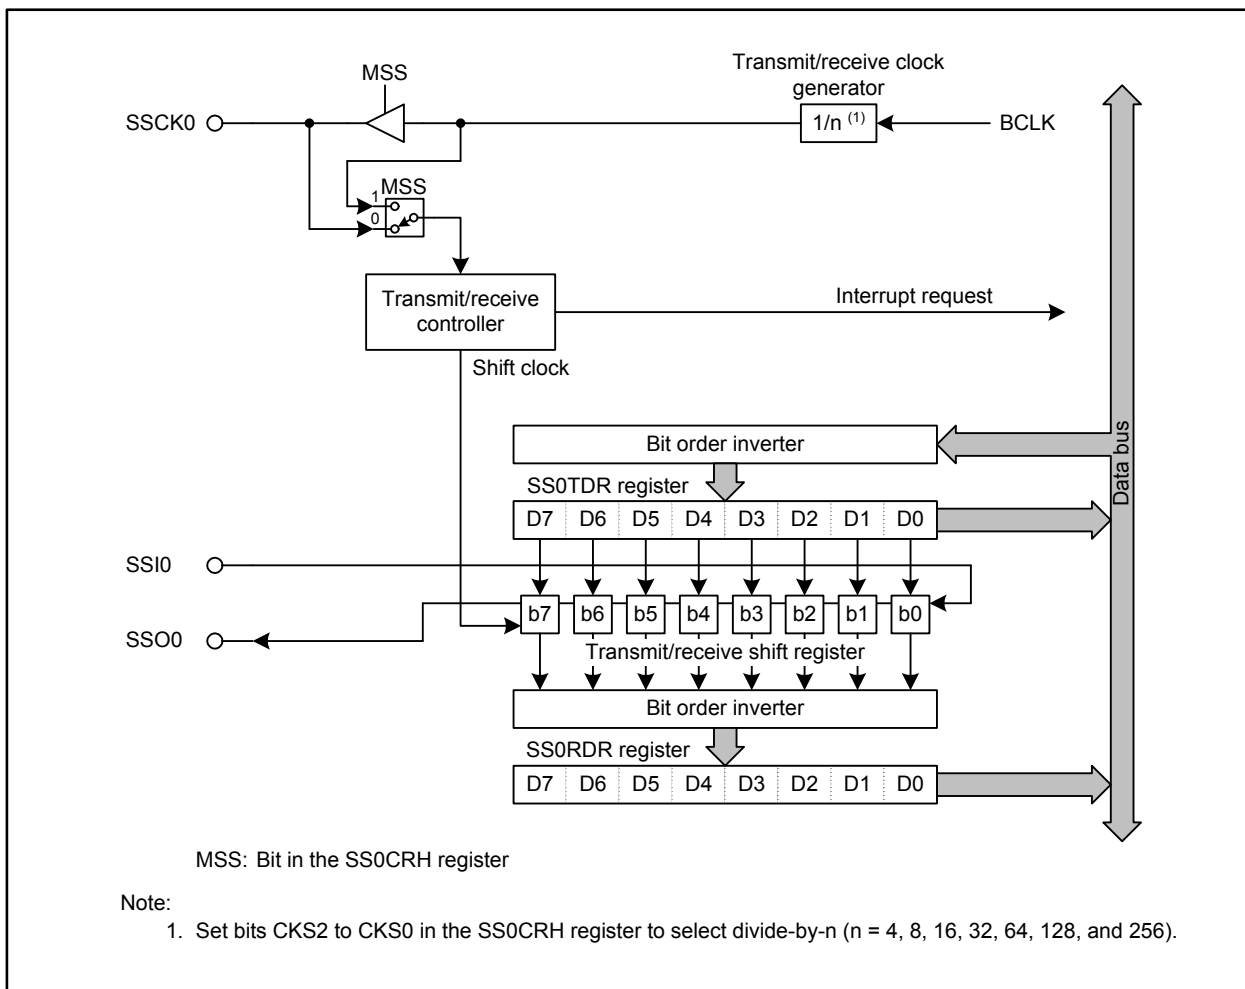 Transmit/receive clock
generator
MSS
SSCK0
1/n (1)
BCLK
MSS
1
0
Transmit/receive
controller
Interrupt request
Shift clock
Data bus
Bit order inverter
SS0TDR register
D7 D6 D5 D4 D3 D2 D1 D0
SSI0
b7 b6 b5 b4 b3 b2 b1 b0
SSO0
Transmit/receive shift register
Bit order inverter
SS0RDR register
D7 D6 D5 D4 D3 D2 D1 D0
MSS: Bit in the SS0CRH register
Note:
1. Set bits CKS2 to CKS0 in the SS0CRH register to select divide-by-n (n = 4, 8, 16, 32, 64, 128, and 256).